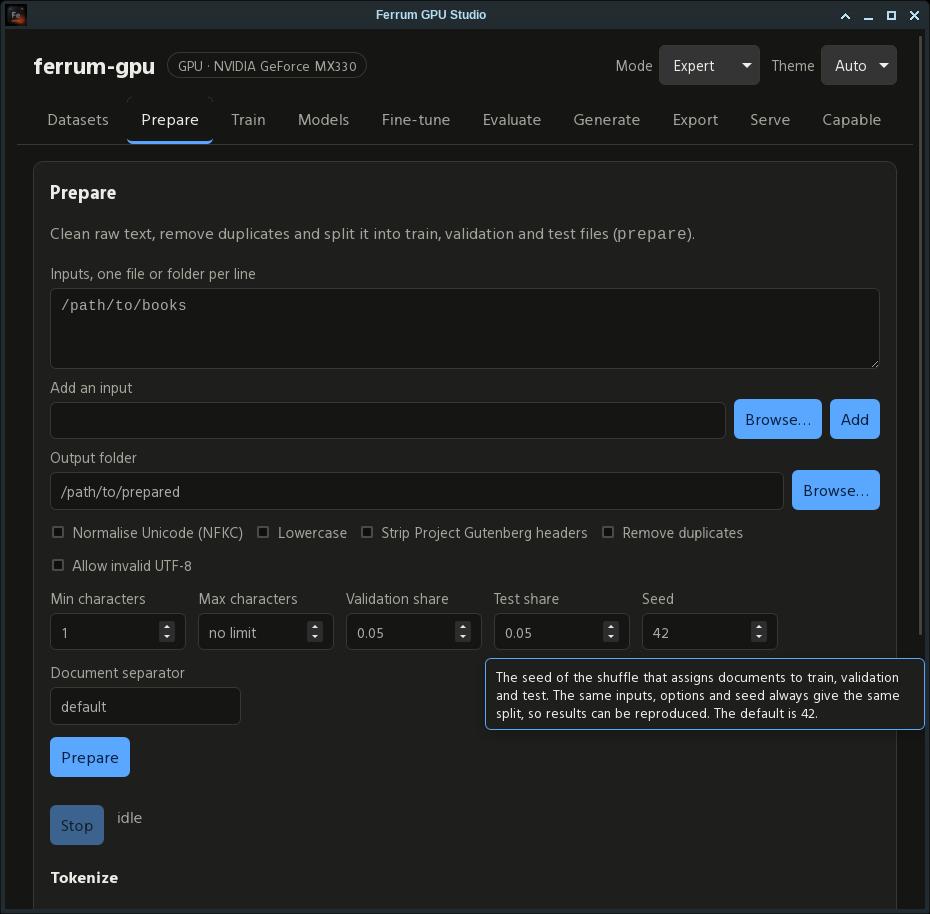 Fe
Ferrum GPU Studio
ferrum-gpu
GPU · NVIDIA GeForce MX330
Mode
Expert
Theme
Auto
Datasets
Prepare
Train
Models
Fine-tune
Evaluate
Generate
Export
Serve
Capable
Prepare
Clean raw text, remove duplicates and split it into train, validation and test files (prepare).
Inputs, one file or folder per line
/path/to/books
Add an input
Browse…
Add
Output folder
/path/to/prepared
Browse…
Normalise Unicode (NFKC)
Lowercase
Strip Project Gutenberg headers
Remove duplicates
Allow invalid UTF-8
Min characters
Max characters
Validation share
Test share
Seed
1
no limit
0.05
0.05
42
Document separator
default
The seed of the shuffle that assigns documents to train, validation
and test. The same inputs, options and seed always give the same
split, so results can be reproduced. The default is 42.
Prepare
Stop
idle
Tokenize